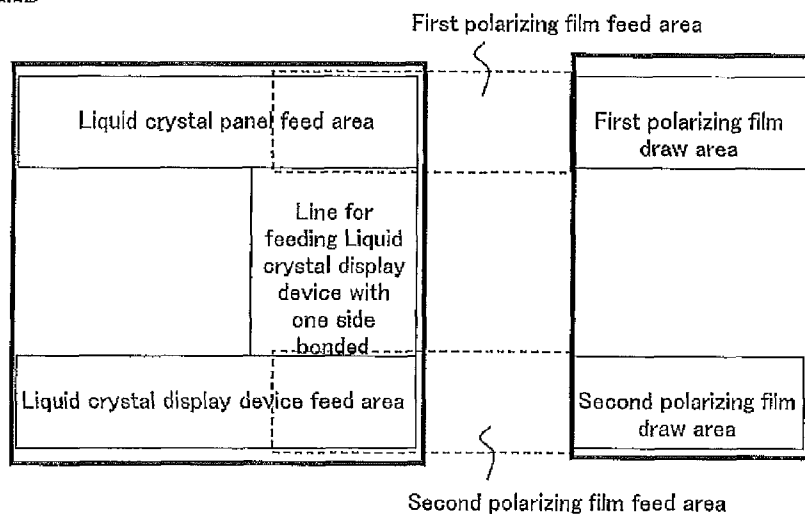 First polarizing film feed area
Liquid crystal panel feed area
First polarizing film
draw area
Line for
feeding Liquid
crystal display
device with
one side
bonded
Liquid crystal display device feed area
Second polarizing film
draw area
Second polarizing film feed area